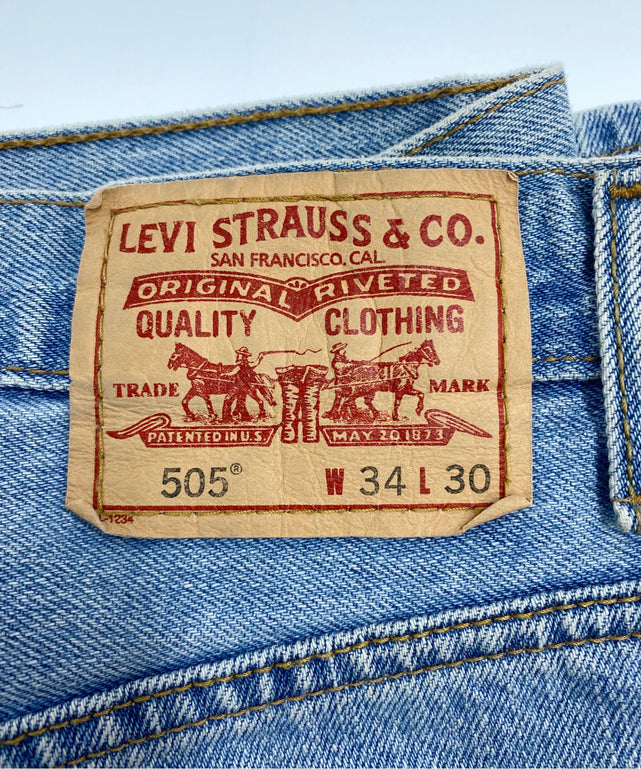 LEVI STRAUSS & CO.
SAN FRANCISCO, CAL.
ORIGINAL RIVETED
QUALITY CLOTHING
TRADE MARK
PATENTED IN U.S. MAY 20 1873
505® W 34 L 30
L-1234